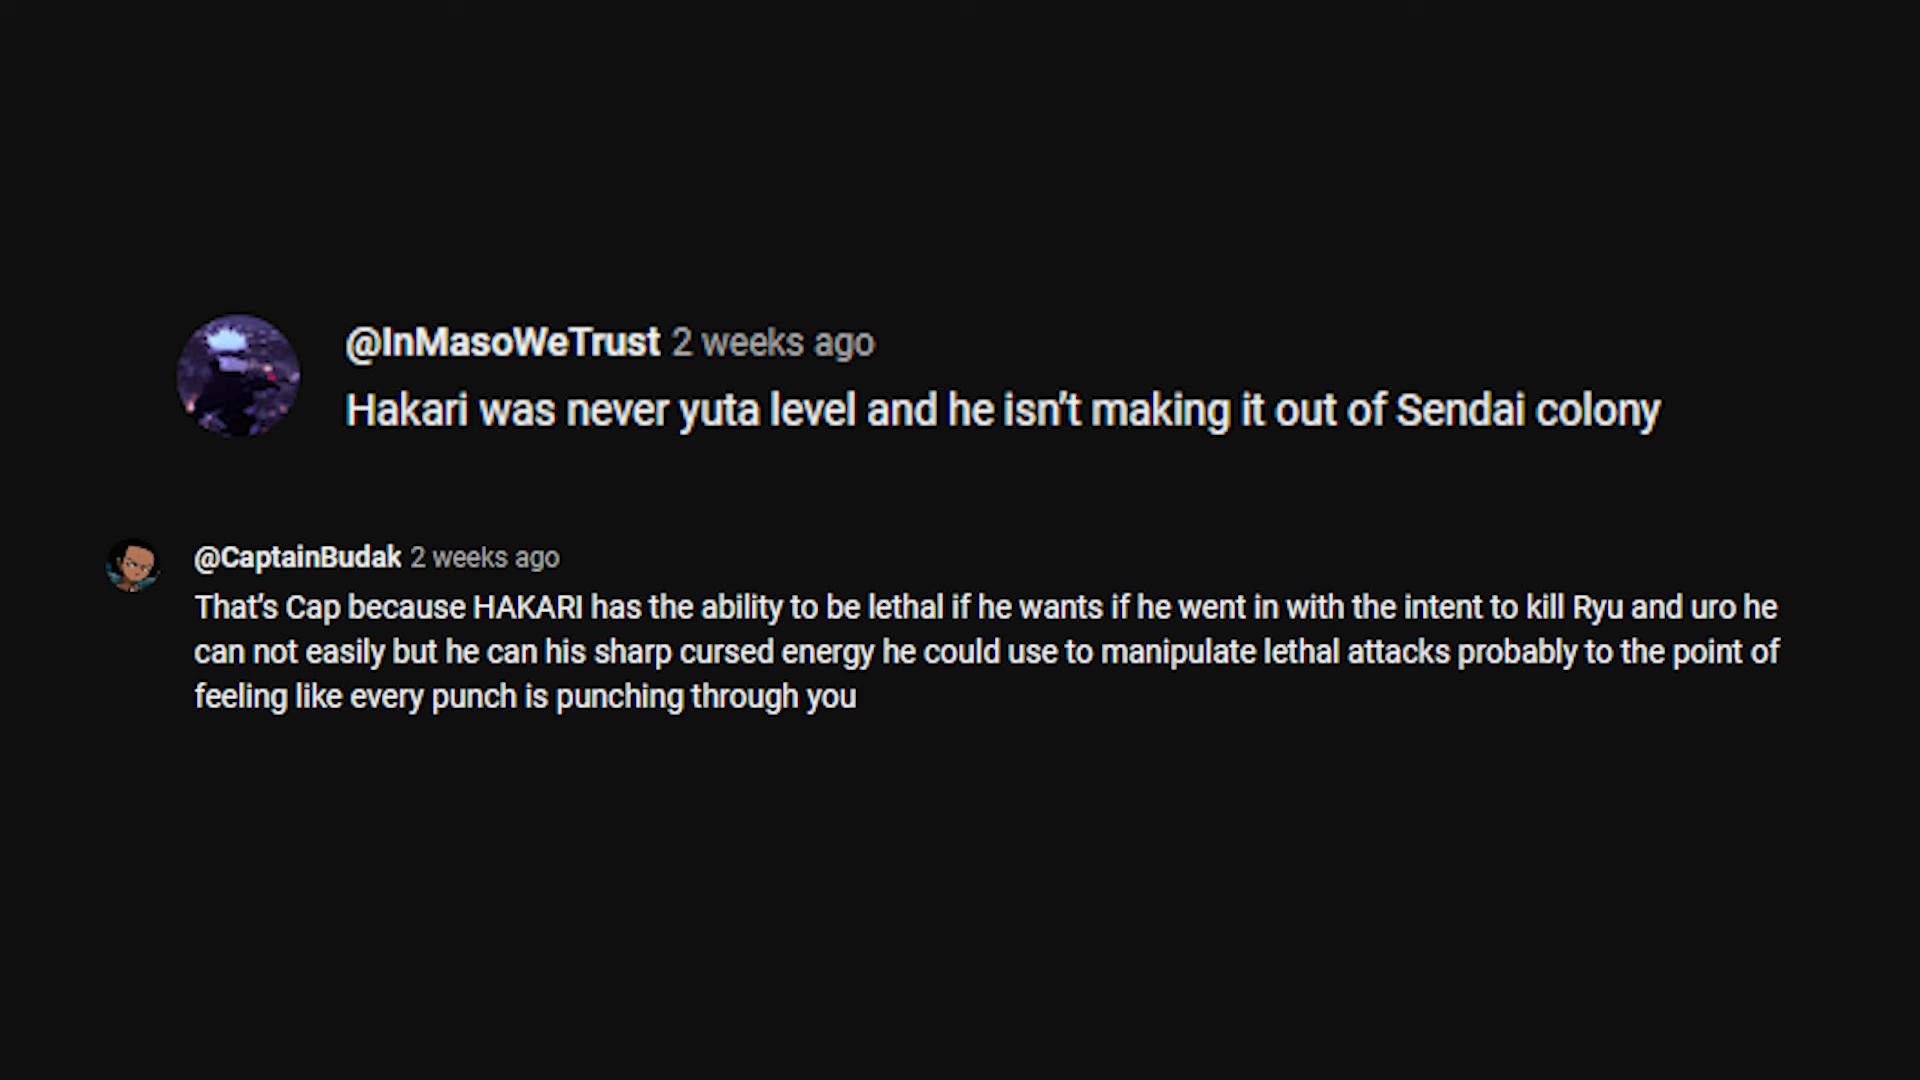 @InMasoWeTrust 2 weeks ago
Hakari was never yuta level and he isn't making it out of Sendai colony
@CaptainBudak 2 weeks ago
That's Cap because HAKARI has the ability to be lethal if he wants if he went in with the intent to kill Ryu and uro he
can not easily but he can his sharp cursed energy he could use to manipulate lethal attacks probably to the point of
feeling like every punch is punching through you